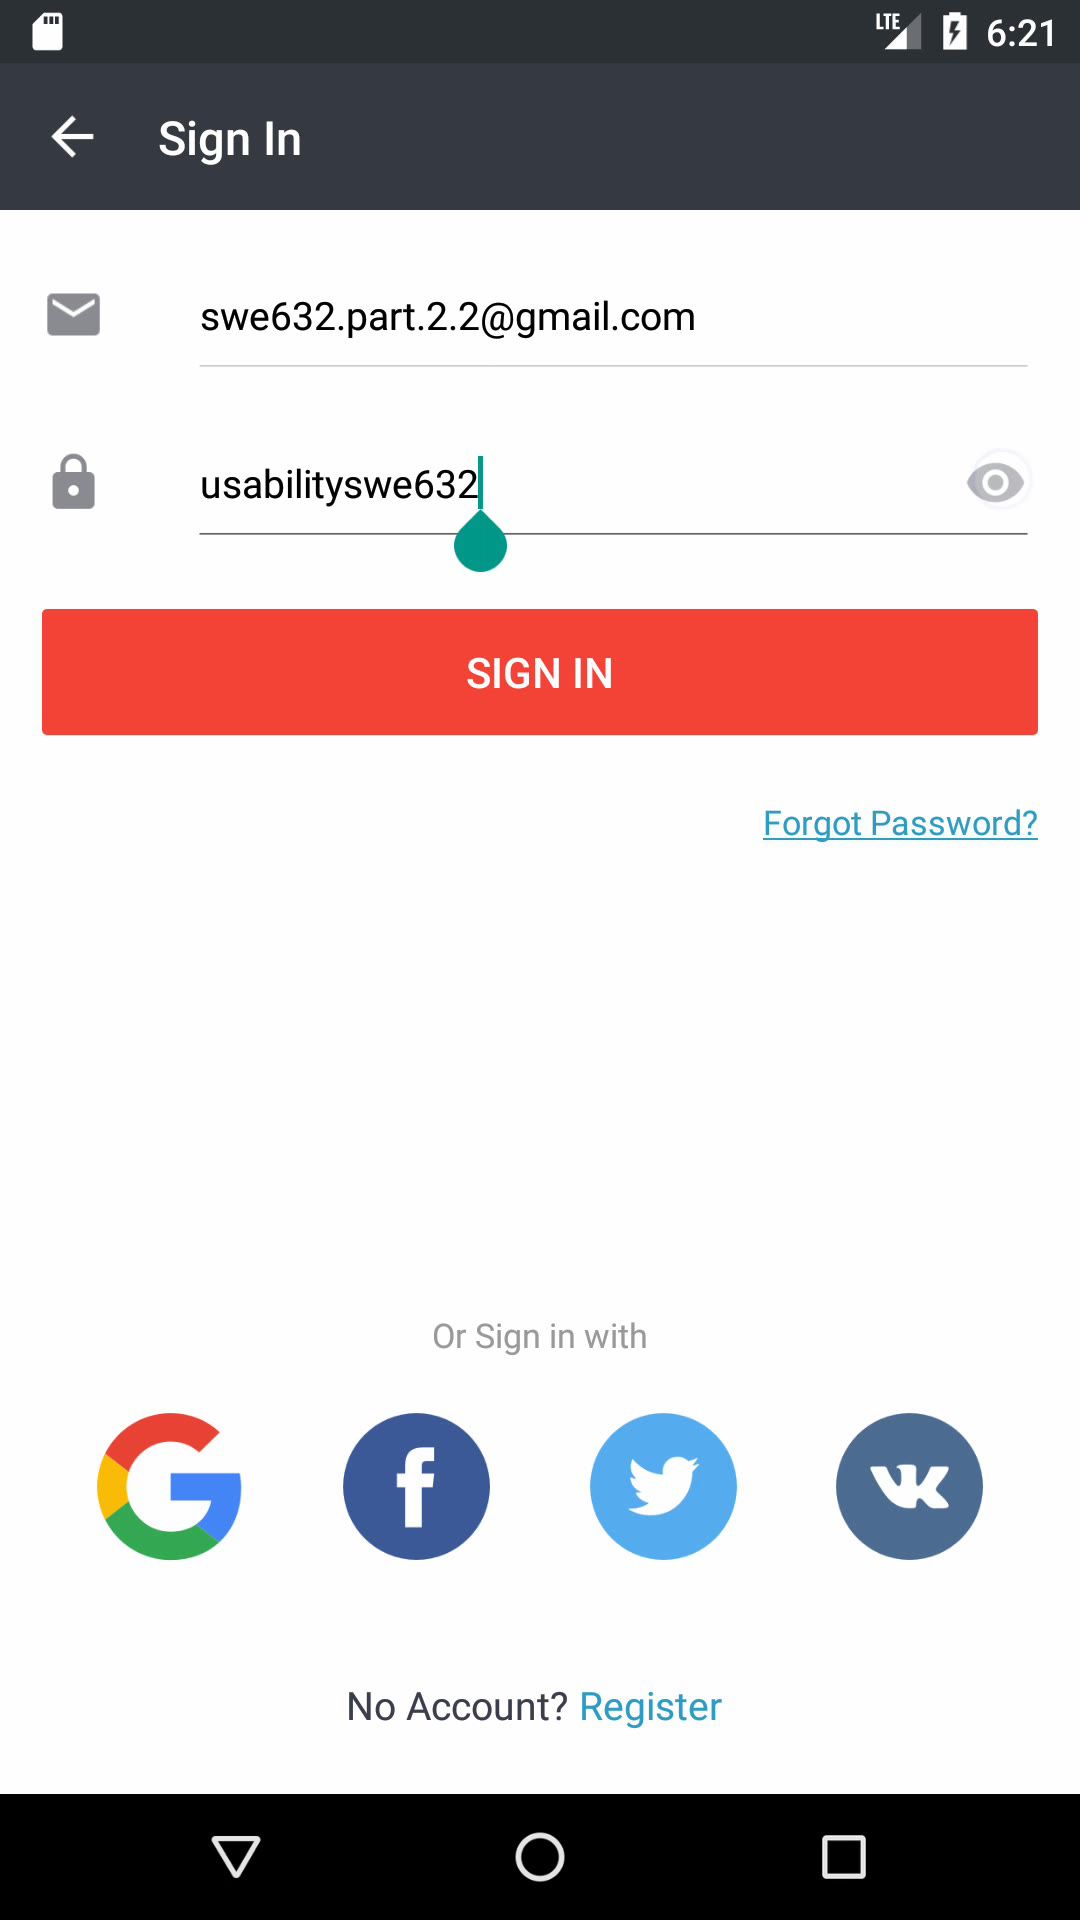 LTE 6:21
Sign In
swe632.part.2.2@gmail.com
usabilityswe632
SIGN IN
Forgot Password?
Or Sign in with
No Account? Register